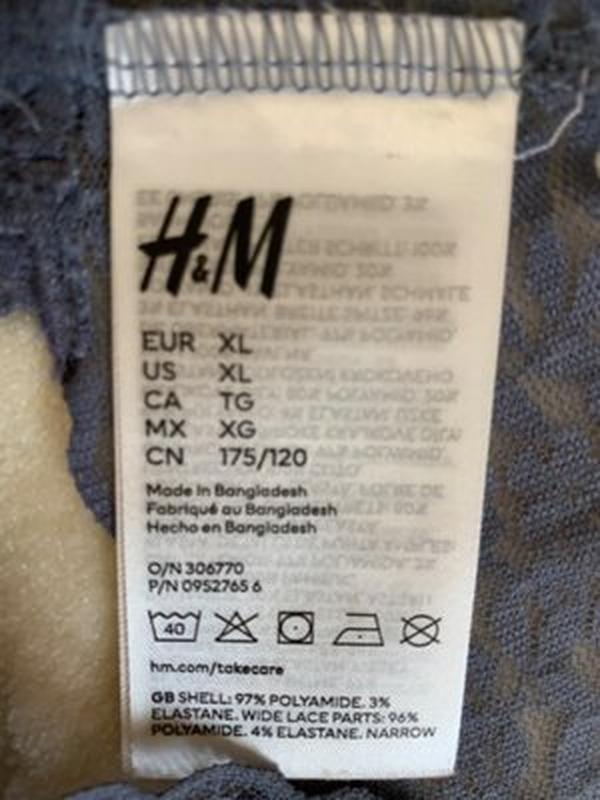 H&M
EUR XL
US XL
CA TG
MX XG
CN 175/120
Made in Bangladesh
Fabriqué au Bangladesh
Hecho en Bangladesh
O/N 306770
P/N 0952765 6
40
hm.com/takecare
GB SHELL: 97% POLYAMIDE. 3%
ELASTANE. WIDE LACE PARTS: 96%
POLYAMIDE. 4% ELASTANE. NARROW